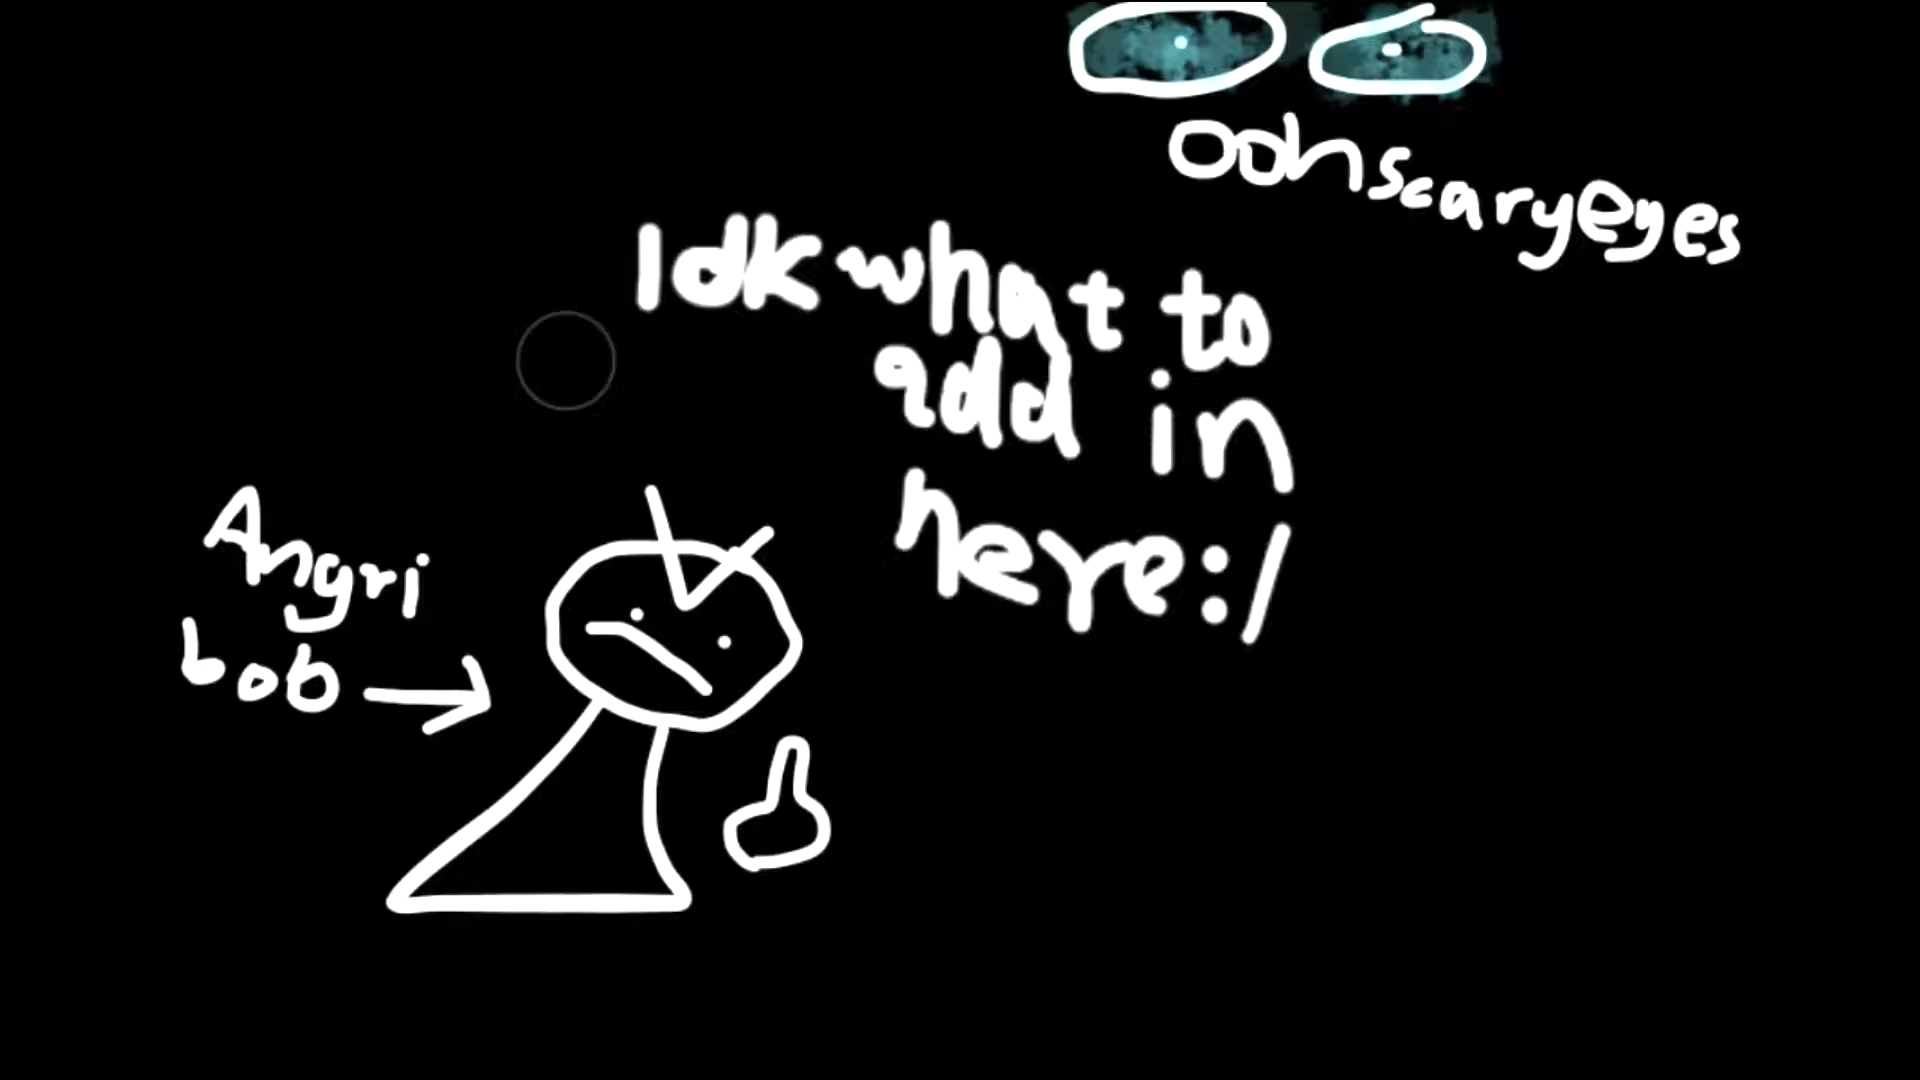 oohscaryeyes
Idk what to
add in
here:/
Angri
bob